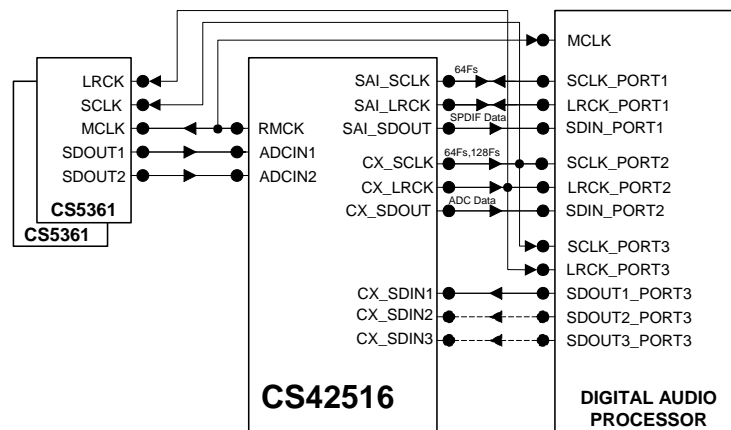 MCLK
LRCK
SCLK
MCLK
SDOUT1
SDOUT2
CS5361
CS5361
RMCK
ADCIN1
ADCIN2
SAI_SCLK
SAI_LRCK
SAI_SDOUT
CX_SCLK
CX_LRCK
CX_SDOUT
CX_SDIN1
CX_SDIN2
CX_SDIN3
CS42516
64Fs
SPDIF Data
64Fs,128Fs
ADC Data
SCLK_PORT1
LRCK_PORT1
SDIN_PORT1
SCLK_PORT2
LRCK_PORT2
SDIN_PORT2
SCLK_PORT3
LRCK_PORT3
SDOUT1_PORT3
SDOUT2_PORT3
SDOUT3_PORT3
DIGITAL AUDIO
PROCESSOR